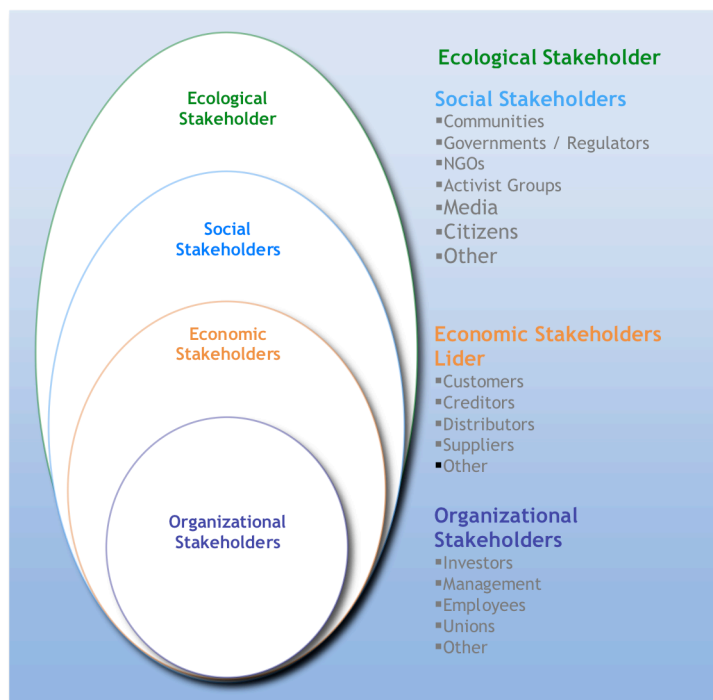 Ecological
Stakeholder
Social
Stakeholders
Economic
Stakeholders
Organizational
Stakeholders
Ecological Stakeholder
Social Stakeholders
▪Communities
▪Governments / Regulators
▪NGOs
▪Activist Groups
▪Media
▪Citizens
▪Other
Economic Stakeholders
Lider
▪Customers
▪Creditors
▪Distributors
▪Suppliers
▪Other
Organizational
Stakeholders
▪Investors
▪Management
▪Employees
▪Unions
▪Other